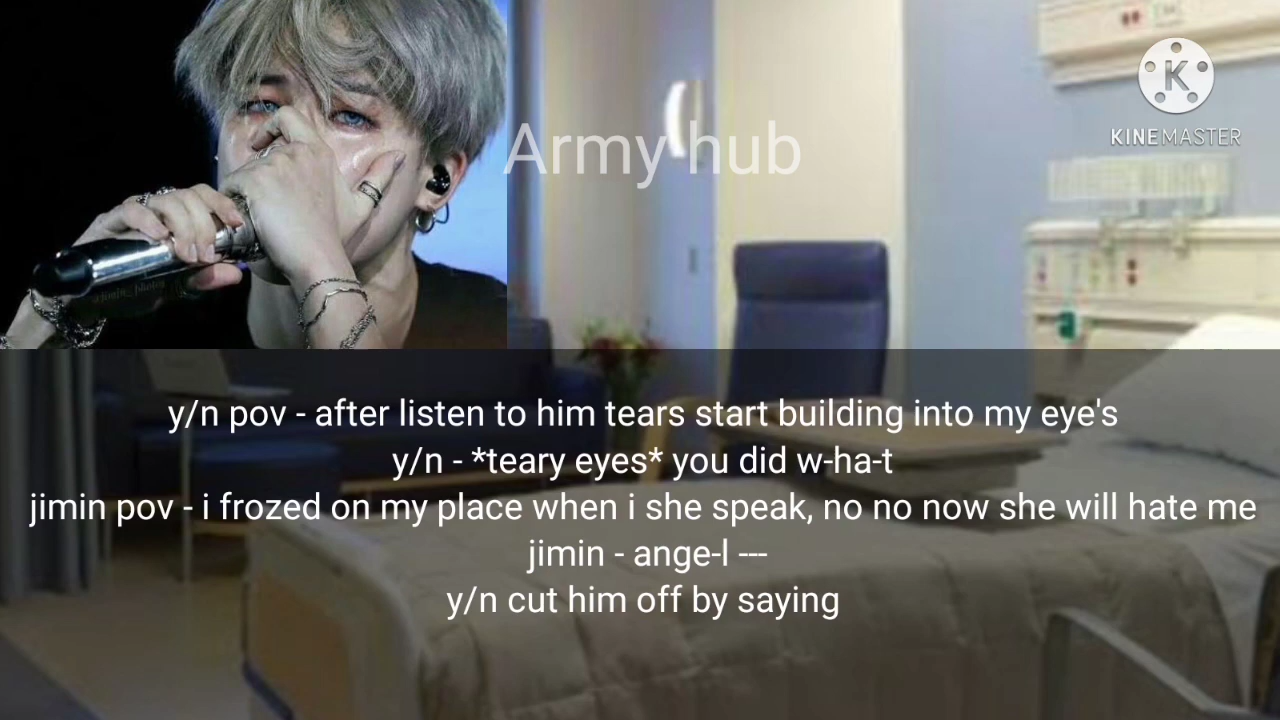 KINEMASTER
Army hub
y/n pov - after listen to him tears start building into my eye's
y/n - *teary eyes* you did w-ha-t
jimin pov - i frozed on my place when i she speak, no no now she will hate me
jimin - ange-l ---
y/n cut him off by saying